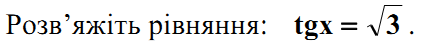 Розв’яжіть рівняння: tgx = √3 .